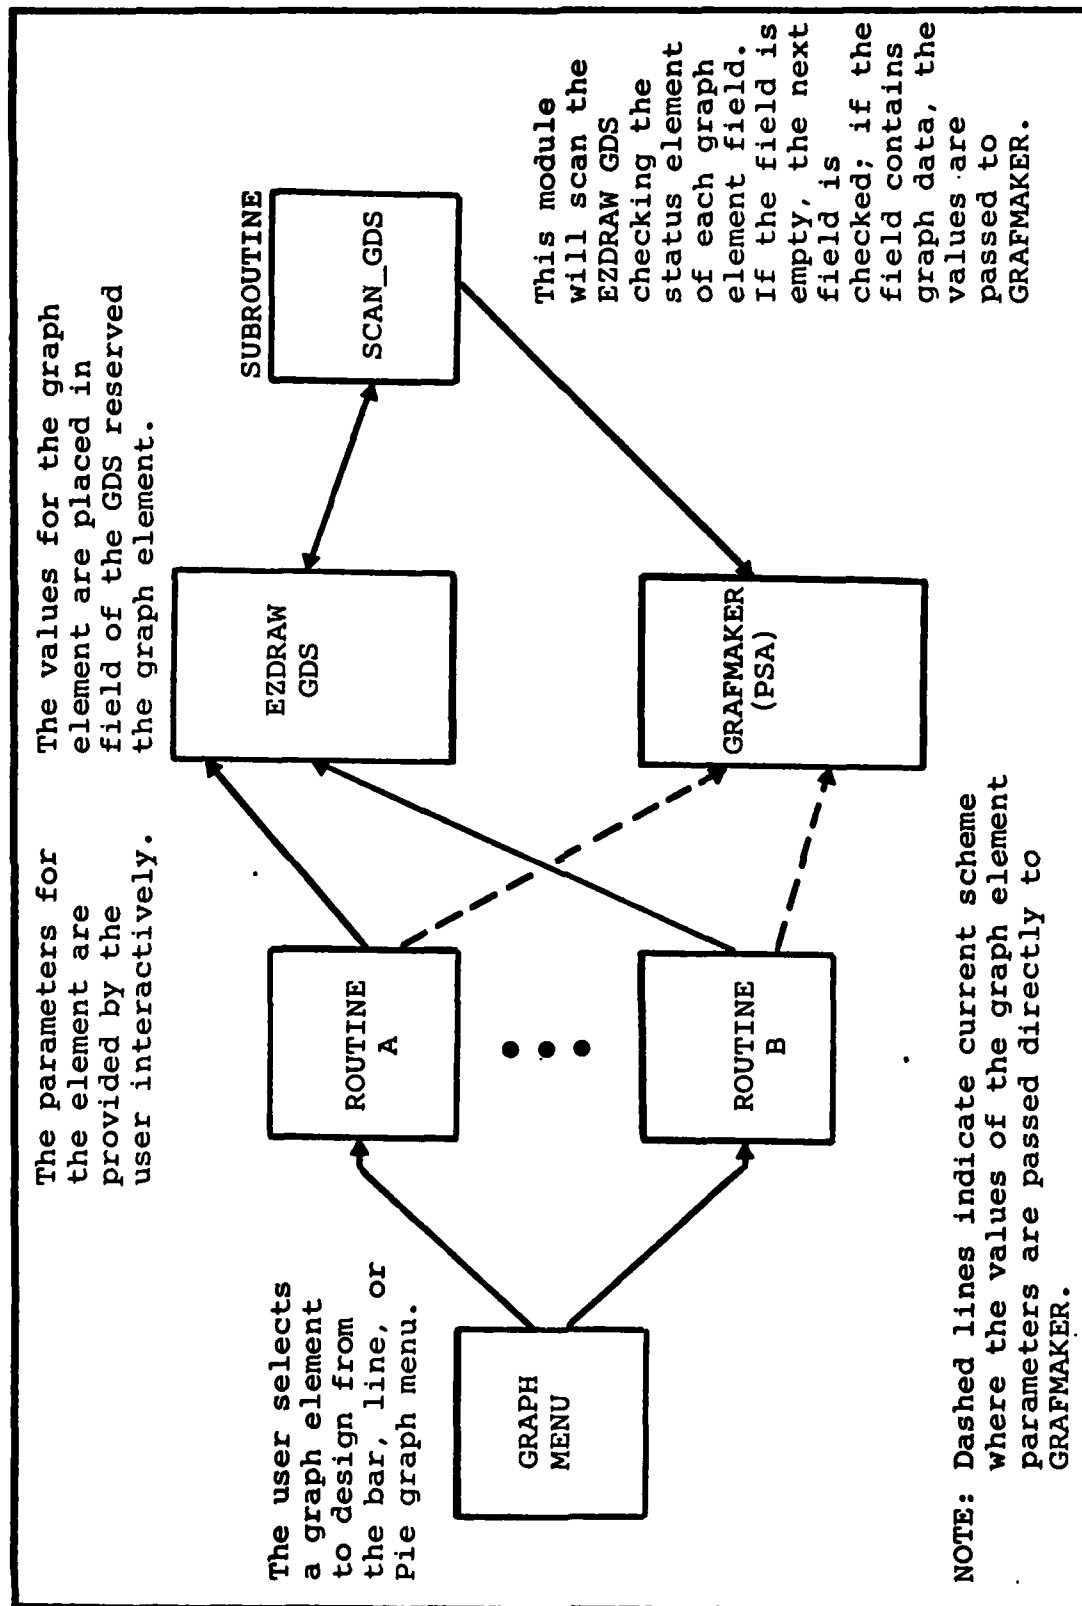 The user selects
a graph element
to design from
the bar, line, or
Pie graph menu.
The parameters for
the element are
provided by the
user interactively.
The values for the graph
element are placed in
field of the GDS reserved
the graph element.
GRAPH
MENU
ROUTINE
A
ROUTINE
B
EZDRAW
GDS
GRAFMAKER
(PSA)
SUBROUTINE
SCAN_GDS
This module
will scan the
EZDRAW GDS
checking the
status element
of each graph
element field.
If the field is
empty, the next
field is
checked; if the
field contains
graph data, the
values are
passed to
GRAFMAKER.
NOTE: Dashed lines indicate current scheme
where the values of the graph element
parameters are passed directly to
GRAFMAKER.